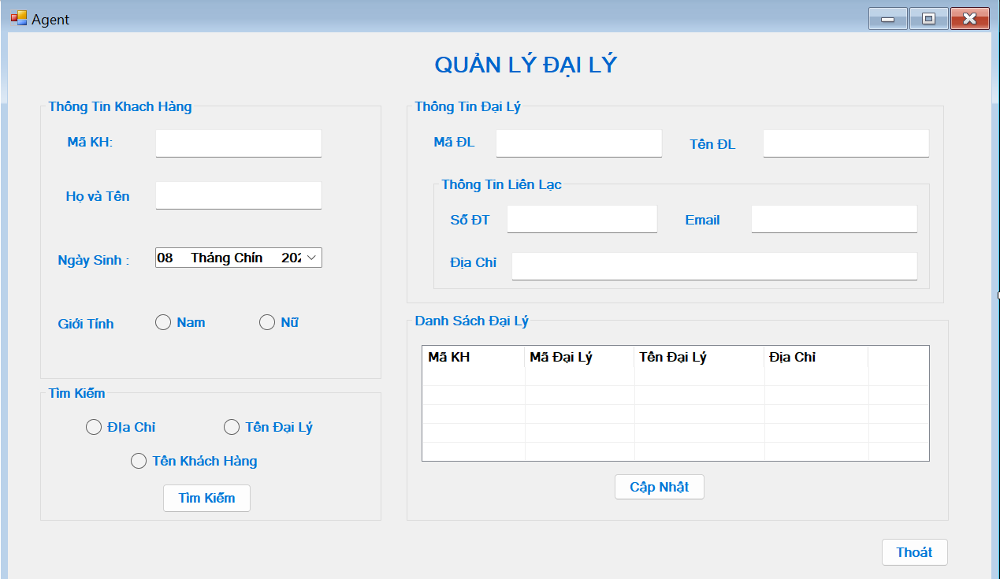 Agent
QUẢN LÝ ĐẠI LÝ
Thông Tin Khach Hàng
Mã KH:
Họ và Tên
Ngày Sinh :
08 Tháng Chín 202
Giới Tính
Nam
Nữ
Tìm Kiếm
Địa Chỉ
Tên Đại Lý
Tên Khách Hàng
Tìm Kiếm
Thông Tin Đại Lý
Mã ĐL
Tên ĐL
Thông Tin Liên Lạc
Số ĐT
Email
Địa Chỉ
Danh Sách Đại Lý
Mã KH Mã Đại Lý Tên Đại Lý Địa Chỉ
Cập Nhật
Thoát